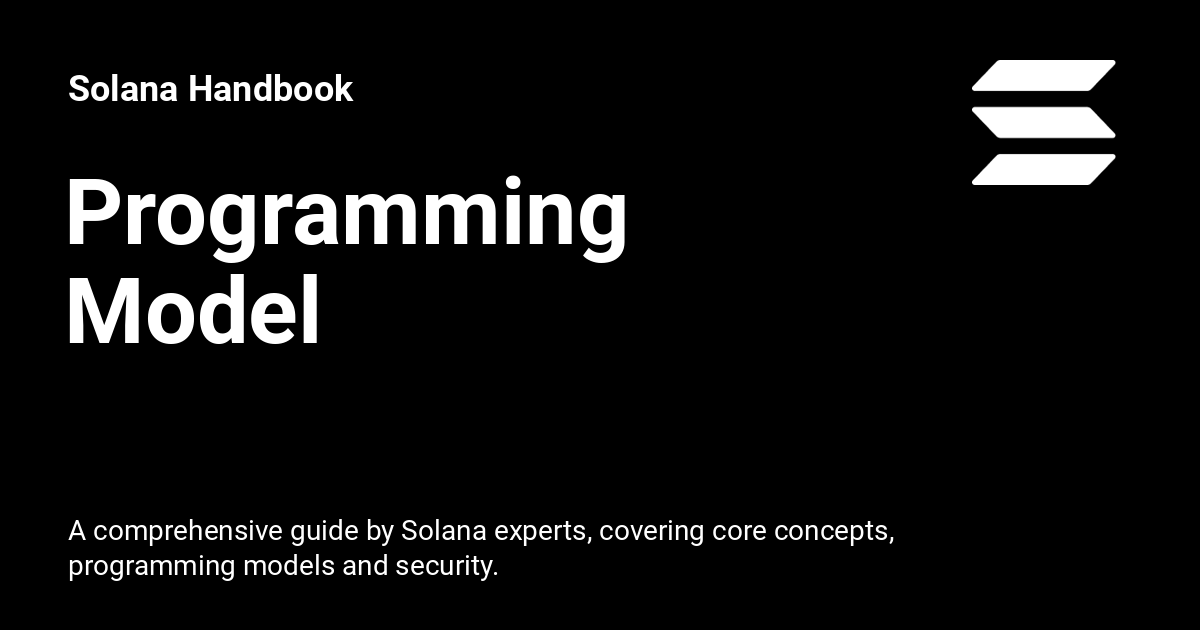 Solana Handbook
Programming
Model
A comprehensive guide by Solana experts, covering core concepts,
programming models and security.